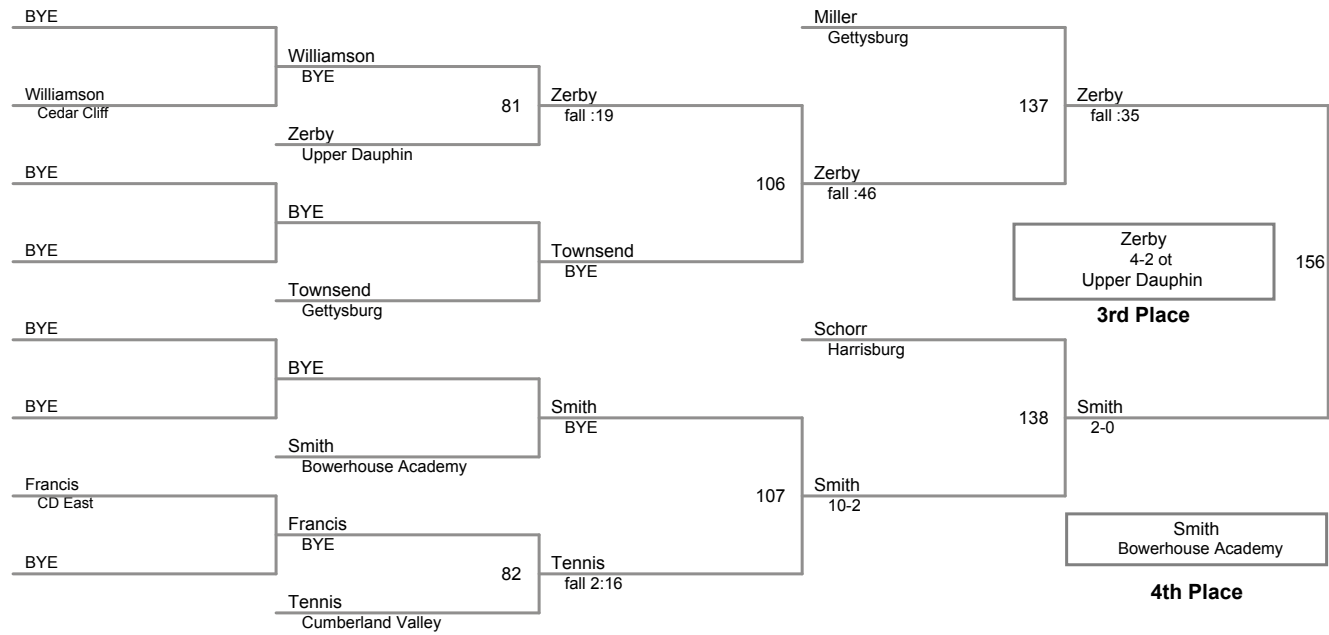 BYE
Williamson
Cedar Cliff
BYE
BYE
BYE
BYE
Francis
CD East
BYE
Williamson
BYE
Zerby
Upper Dauphin
BYE
Townsend
Gettysburg
BYE
Smith
Bowerhouse Academy
Francis
BYE
Tennis
Cumberland Valley
81
82
Zerby
fall :19
Townsend
BYE
Smith
BYE
Tennis
fall 2:16
106
107
Miller
Gettysburg
Zerby
fall :46
Schorr
Harrisburg
Smith
10-2
137
138
Zerby
fall :35
Smith
2-0
156
Zerby
4-2 ot
Upper Dauphin
3rd Place
Smith
Bowerhouse Academy
4th Place